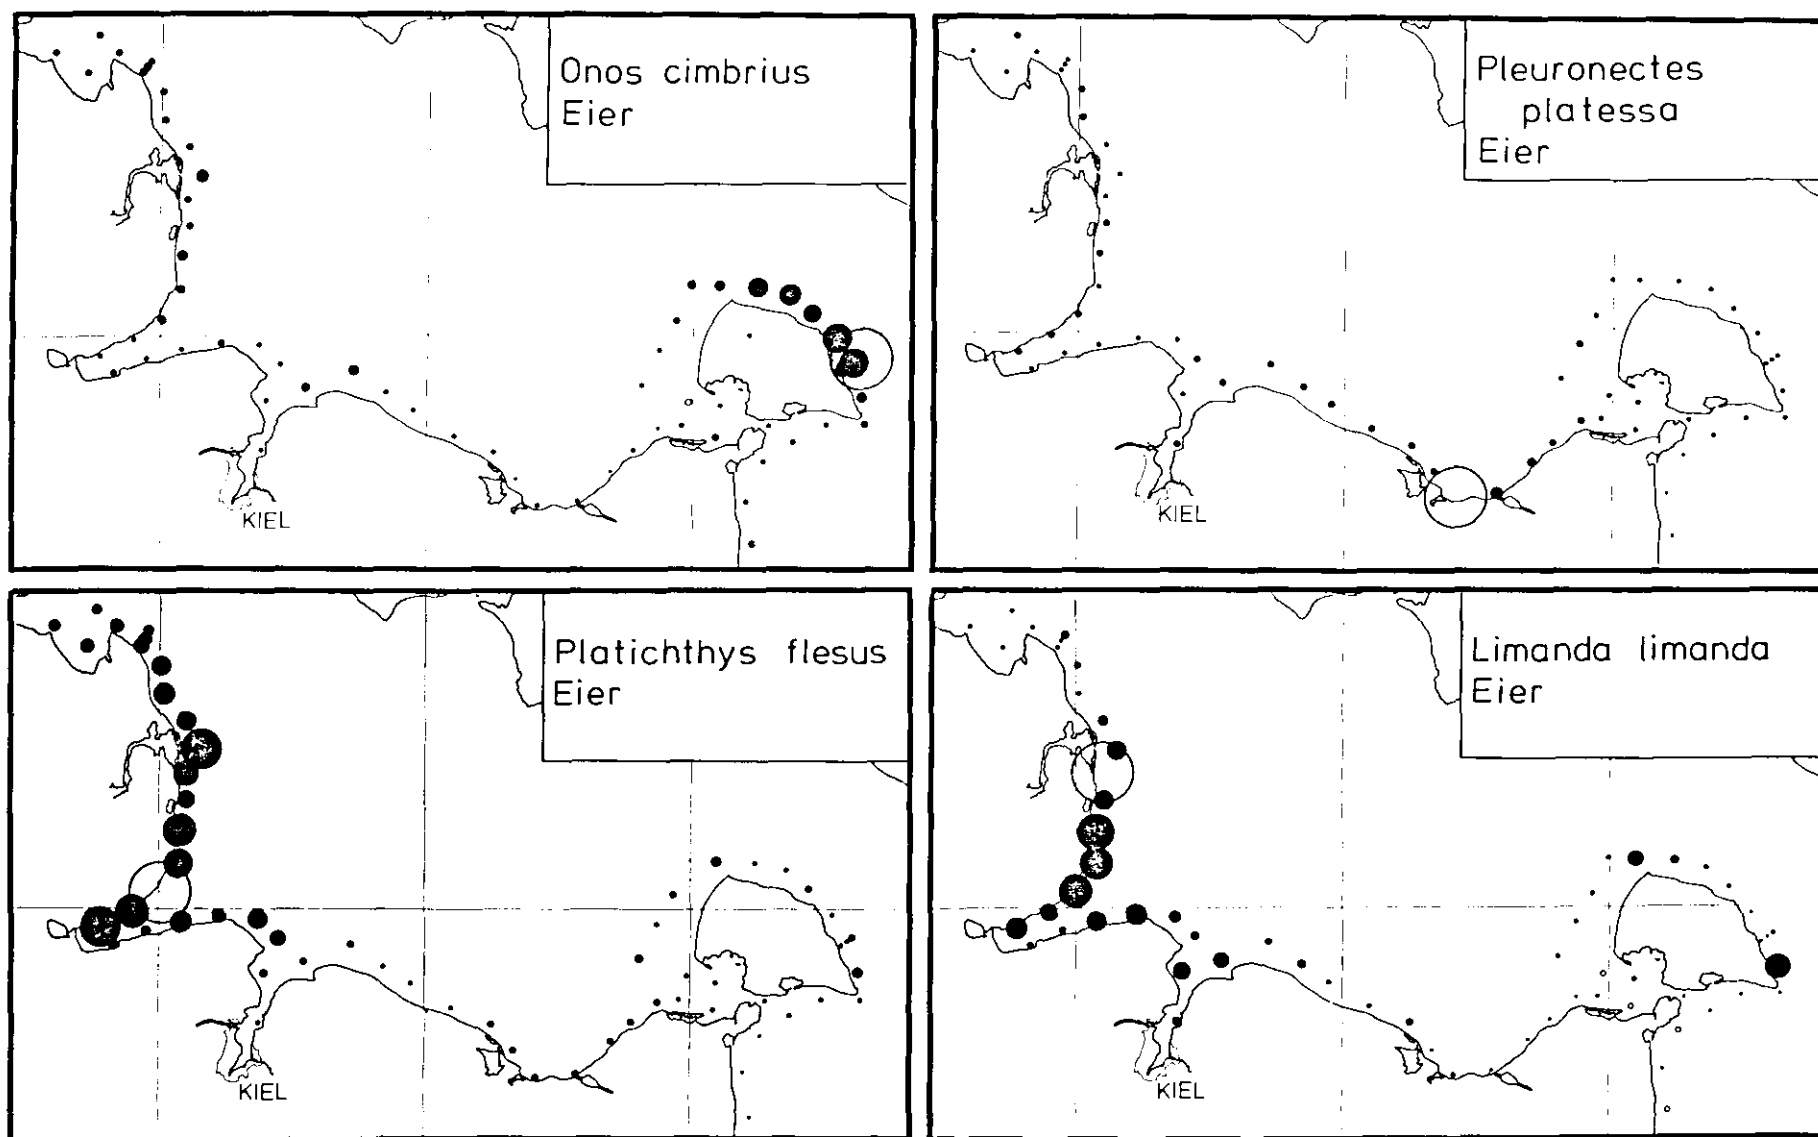 Onos cimbrius
Eier
KIEL
Pleuronectes
platessa
Eier
KIEL
Platichthys flesus
Eier
KIEL
Limanda limanda
Eier
KIEL